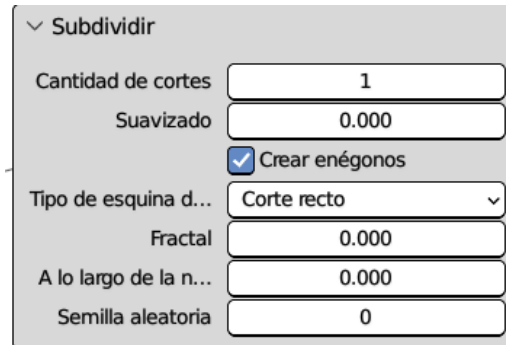 Subdividir
Cantidad de cortes 1
Suavizado 0.000
Crear enégonos
Tipo de esquina d... Corte recto
Fractal 0.000
A lo largo de la n... 0.000
Semilla aleatoria 0